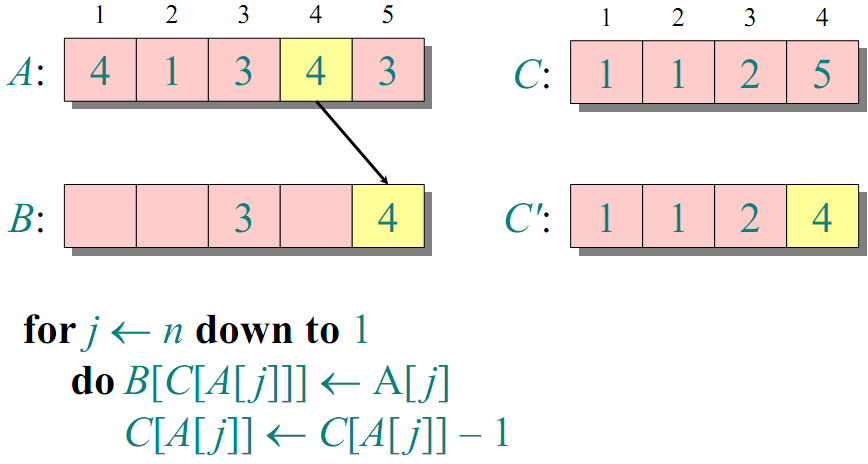 1 2 3 4 5 1 2 3 4
A: 4 1 3 4 3 C: 1 1 2 5
B: 3 4 C': 1 1 2 4
for j ← n down to 1
do B[C[A[j]]] ← A[j]
C[A[j]] ← C[A[j]] – 1